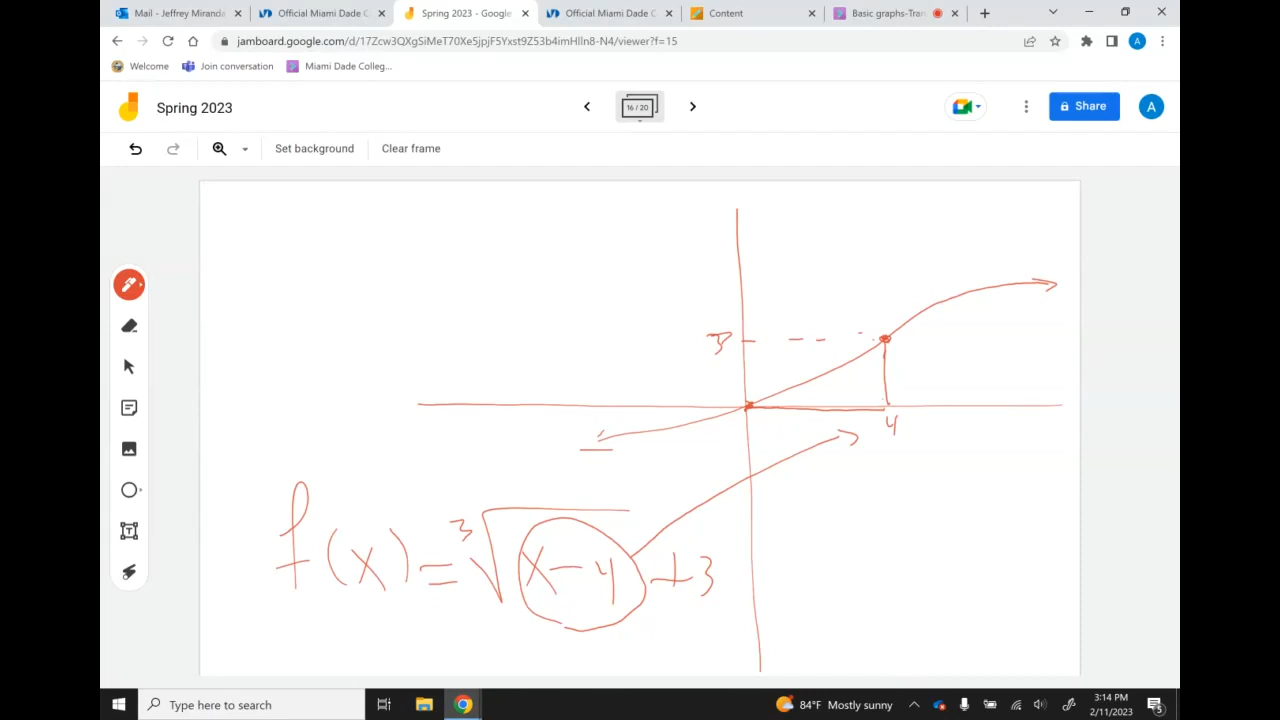 Mail - Jeffrey Miranda
Official Miami Dade C
Spring 2023 - Google
Official Miami Dade C
Content
Basic graphs-Tran
jamboard.google.com/d/17Zcw3QXgSiMeT70Xe5jpjF5Yxst9Z53b4imHlln8-N4/viewer?f=15
A
Welcome
Join conversation
Miami Dade Colleg...
Spring 2023
16 / 20
Share
A
Set background
Clear frame
3
4
f(x)=∛(x-4)+3
Type here to search
84°F Mostly sunny
3:14 PM
2/11/2023
5